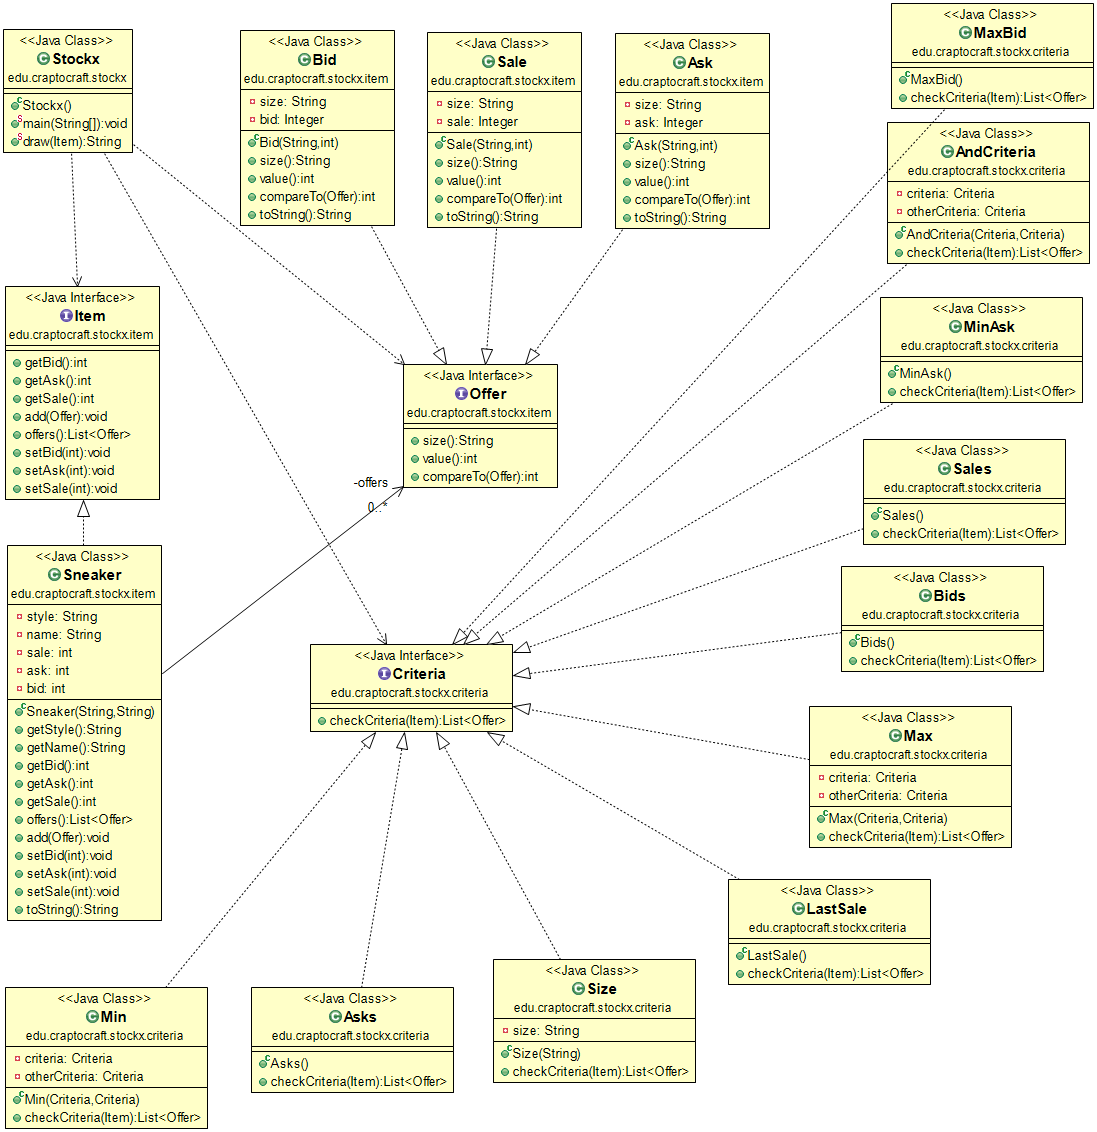 <<Java Class>>
Stockx
edu.craptocraft.stockx
Stockx()
main(String[]):void
draw(Item):String
<<Java Class>>
Bid
edu.craptocraft.stockx.item
size: String
bid: Integer
Bid(String,int)
size():String
value():int
compareTo(Offer):int
toString():String
<<Java Class>>
Sale
edu.craptocraft.stockx.item
size: String
sale: Integer
Sale(String,int)
size():String
value():int
compareTo(Offer):int
toString():String
<<Java Class>>
Ask
edu.craptocraft.stockx.item
size: String
ask: Integer
Ask(String,int)
size():String
value():int
compareTo(Offer):int
toString():String
<<Java Class>>
MaxBid
edu.craptocraft.stockx.criteria
MaxBid()
checkCriteria(Item):List<Offer>
<<Java Class>>
AndCriteria
edu.craptocraft.stockx.criteria
criteria: Criteria
otherCriteria: Criteria
AndCriteria(Criteria,Criteria)
checkCriteria(Item):List<Offer>
<<Java Interface>>
Item
edu.craptocraft.stockx.item
getBid():int
getAsk():int
getSale():int
add(Offer):void
offers():List<Offer>
setBid(int):void
setAsk(int):void
setSale(int):void
<<Java Interface>>
Offer
edu.craptocraft.stockx.item
size():String
value():int
compareTo(Offer):int
-offers
0..*
<<Java Class>>
MinAsk
edu.craptocraft.stockx.criteria
MinAsk()
checkCriteria(Item):List<Offer>
<<Java Class>>
Sales
edu.craptocraft.stockx.criteria
Sales()
checkCriteria(Item):List<Offer>
<<Java Class>>
Sneaker
edu.craptocraft.stockx.item
style: String
name: String
sale: int
ask: int
bid: int
Sneaker(String,String)
getStyle():String
getName():String
getBid():int
getAsk():int
getSale():int
offers():List<Offer>
add(Offer):void
setBid(int):void
setAsk(int):void
setSale(int):void
toString():String
<<Java Interface>>
Criteria
edu.craptocraft.stockx.criteria
checkCriteria(Item):List<Offer>
<<Java Class>>
Bids
edu.craptocraft.stockx.criteria
Bids()
checkCriteria(Item):List<Offer>
<<Java Class>>
Max
edu.craptocraft.stockx.criteria
criteria: Criteria
otherCriteria: Criteria
Max(Criteria,Criteria)
checkCriteria(Item):List<Offer>
<<Java Class>>
LastSale
edu.craptocraft.stockx.criteria
LastSale()
checkCriteria(Item):List<Offer>
<<Java Class>>
Min
edu.craptocraft.stockx.criteria
criteria: Criteria
otherCriteria: Criteria
Min(Criteria,Criteria)
checkCriteria(Item):List<Offer>
<<Java Class>>
Asks
edu.craptocraft.stockx.criteria
Asks()
checkCriteria(Item):List<Offer>
<<Java Class>>
Size
edu.craptocraft.stockx.criteria
size: String
Size(String)
checkCriteria(Item):List<Offer>